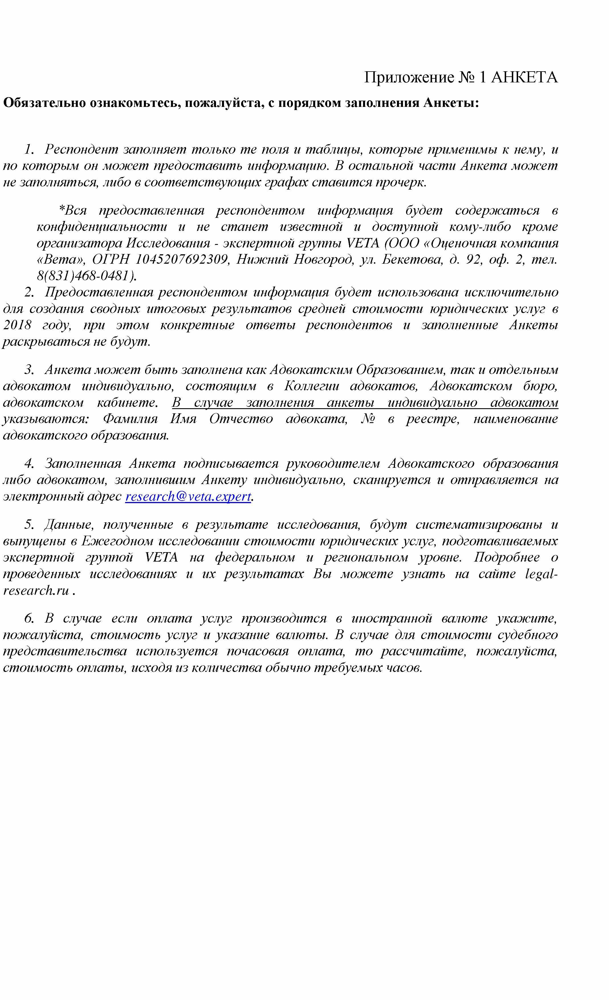 Приложение № 1 АНКЕТА
Обязательно ознакомьтесь, пожалуйста, с порядком заполнения Анкеты:
1. Респондент заполняет только те поля и таблицы, которые применимы к нему, и
по которым он может предоставить информацию. В остальной части Анкета может
не заполняться, либо в соответствующих графах ставится прочерк.
*Вся предоставленная респондентом информация будет содержаться в
конфиденциальности и не станет известной и доступной кому-либо кроме
организатора Исследования - экспертной группы VETA (ООО «Оценочная компания
«Вета», ОГРН 1045207692309, Нижний Новгород, ул. Бекетова, д. 92, оф. 2, тел.
8(831)468-0481).
2. Предоставленная респондентом информация будет использована исключительно
для создания сводных итоговых результатов средней стоимости юридических услуг в
2018 году, при этом конкретные ответы респондентов и заполненные Анкеты
раскрываться не будут.
3. Анкета может быть заполнена как Адвокатским Образованием, так и отдельным
адвокатом индивидуально, состоящим в Коллегии адвокатов, Адвокатском бюро,
адвокатском кабинете. В случае заполнения анкеты индивидуально адвокатом
указываются: Фамилия Имя Отчество адвоката, № в реестре, наименование
адвокатского образования.
4. Заполненная Анкета подписывается руководителем Адвокатского образования
либо адвокатом, заполнившим Анкету индивидуально, сканируется и отправляется на
электронный адрес research@veta.expert.
5. Данные, полученные в результате исследования, будут систематизированы и
выпущены в Ежегодном исследовании стоимости юридических услуг, подготавливаемых
экспертной группой VETA на федеральном и региональном уровне. Подробнее о
проведенных исследованиях и их результатах Вы можете узнать на сайте legal-
research.ru .
6. В случае если оплата услуг производится в иностранной валюте укажите,
пожалуйста, стоимость услуг и указание валюты. В случае для стоимости судебного
представительства используется почасовая оплата, то рассчитайте, пожалуйста,
стоимость оплаты, исходя из количества обычно требуемых часов.